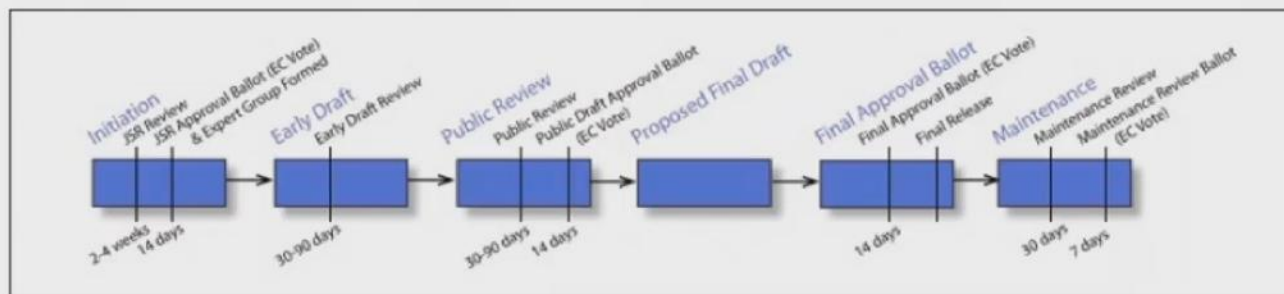 Initiation
JSR Review
JSR Approval Ballot (EC Vote)
& Expert Group Formed
2-4 weeks
14 days
Early Draft
Early Draft Review
30-90 days
Public Review
Public Review
Public Draft Approval Ballot
(EC Vote)
30-90 days
14 days
Proposed Final Draft
Final Approval Ballot
Final Approval Ballot (EC Vote)
Final Release
14 days
Maintenance
Maintenance Review
Maintenance Review Ballot
(EC Vote)
30 days
7 days